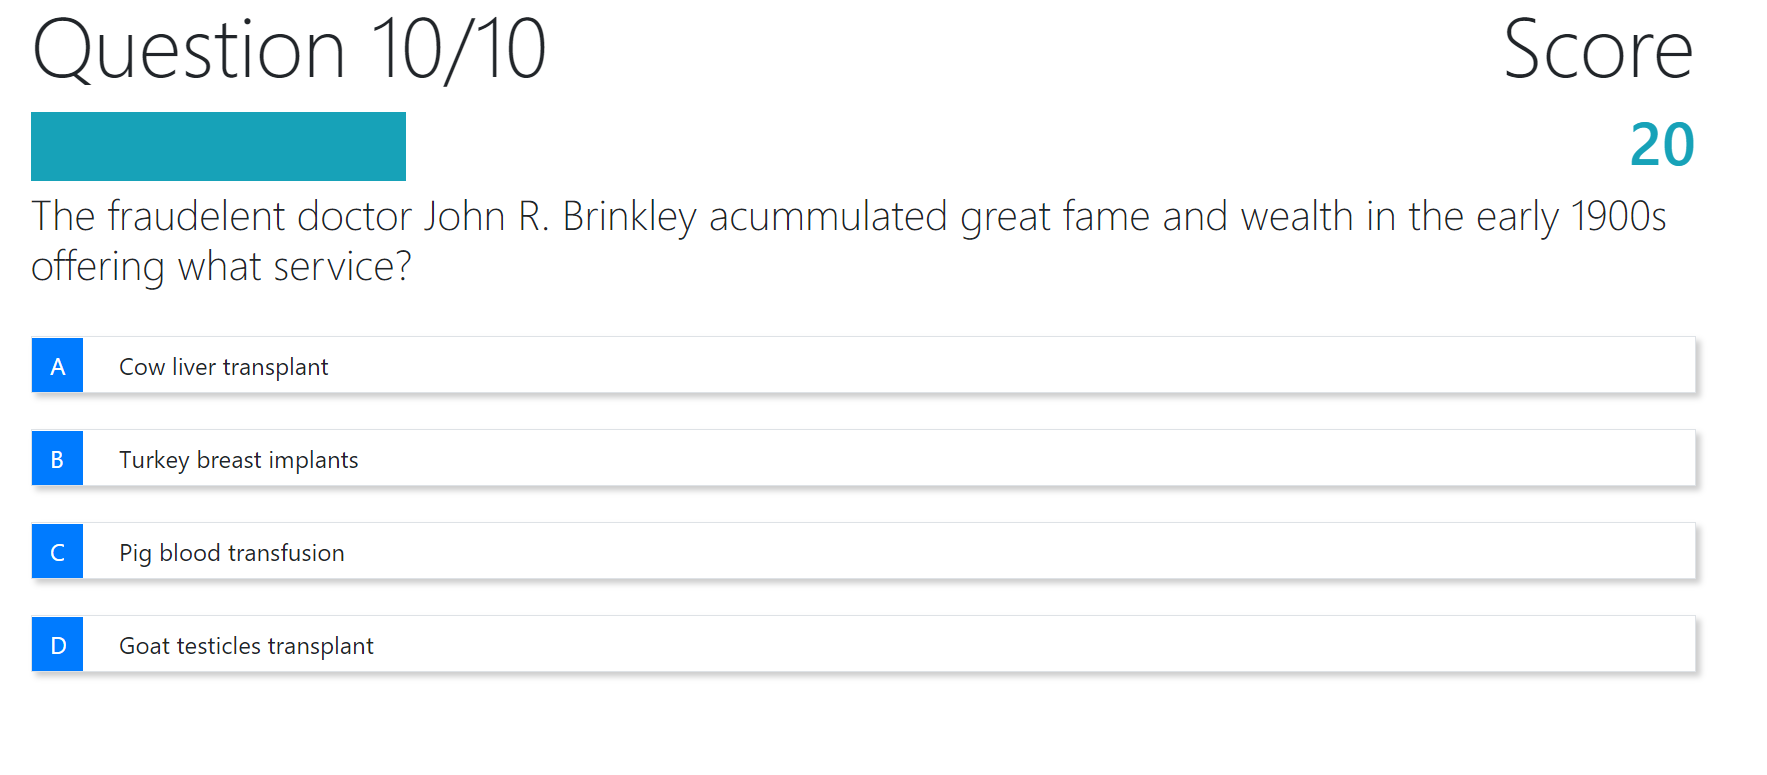 Question 10/10
Score
20
The fraudelent doctor John R. Brinkley acummulated great fame and wealth in the early 1900s
offering what service?
A Cow liver transplant
B Turkey breast implants
C Pig blood transfusion
D Goat testicles transplant